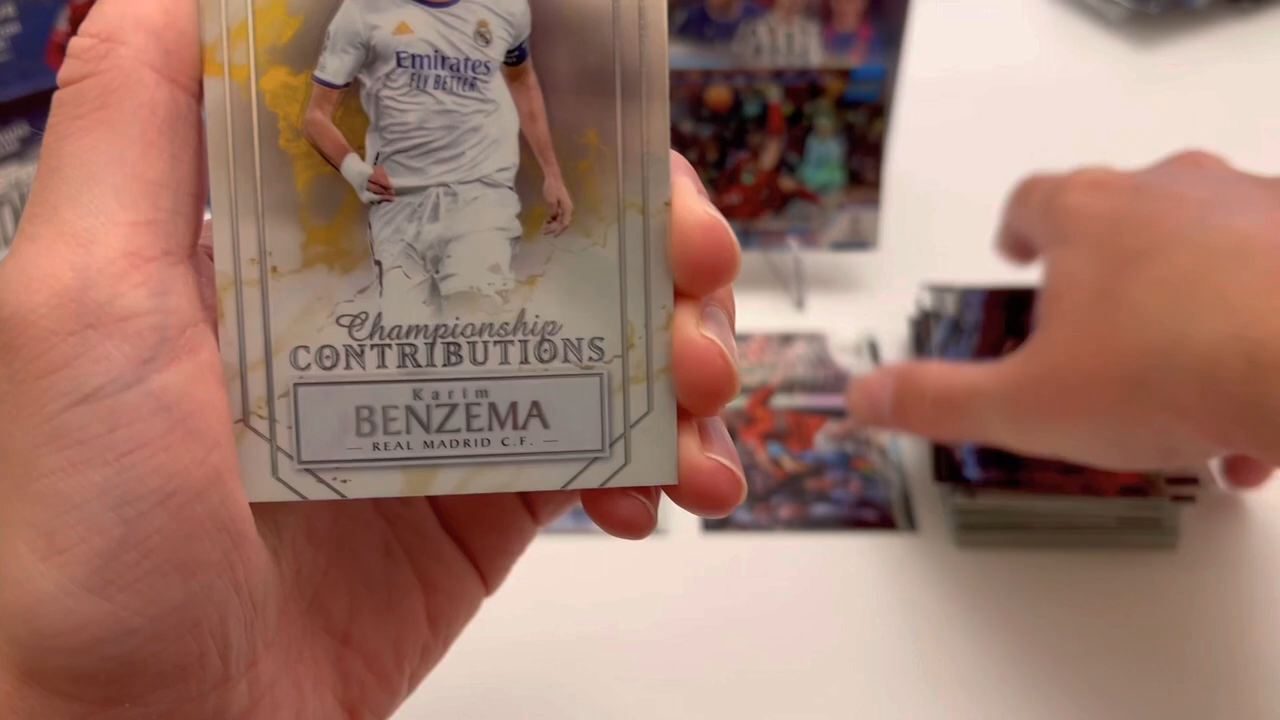 Emirates
FLY BETTER
Championship
CONTRIBUTIONS
Karim
BENZEMA
— REAL MADRID C.F. —